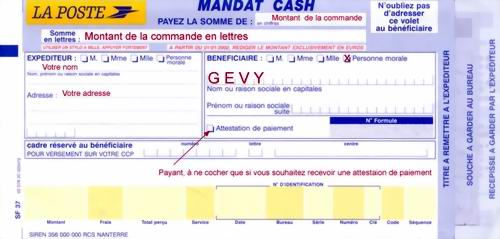 LA POSTE
MANDAT CASH
PAYEZ LA SOMME DE : Montant de la commande
en chiffres
N'oubliez pas
d'adresser
ce volet
au bénéficiaire
Somme
en lettres : Montant de la commande en lettres
UTILISER UN STYLO A BILLE, APPUYER FORTEMENT
A PARTIR DU 01/01/2002, REDIGER LE MONTANT EXCLUSIVEMENT EN EUROS
EXPEDITEUR : M. Mme Mlle Personne morale
Votre nom
Nom, prénom ou raison sociale en capitales
Adresse : Votre adresse
BENEFICIAIRE : M. Mme Mlle X Personne morale
GEVY
Nom ou raison sociale en capitales
Prénom ou raison sociale
suite
Attestation de paiement
N° Formule
cadre réservé au bénéficiaire
POUR VERSEMENT SUR VOTRE CCP
numéro lettre centre
Payant, à ne cocher que si vous souhaitez recevoir une attestaion de paiement
N° D'IDENTIFICATION
Montant Frais Total perçu Service Date Bureau Série Numéro Clé Code Séquence
SF 37
SIREN 356 000 000 RCS NANTERRE
TITRE A REMETTRE A L'EXPEDITEUR
SOUCHE A GARDER AU BUREAU
RECEPISSE A GARDER PAR L'EXPEDITEUR